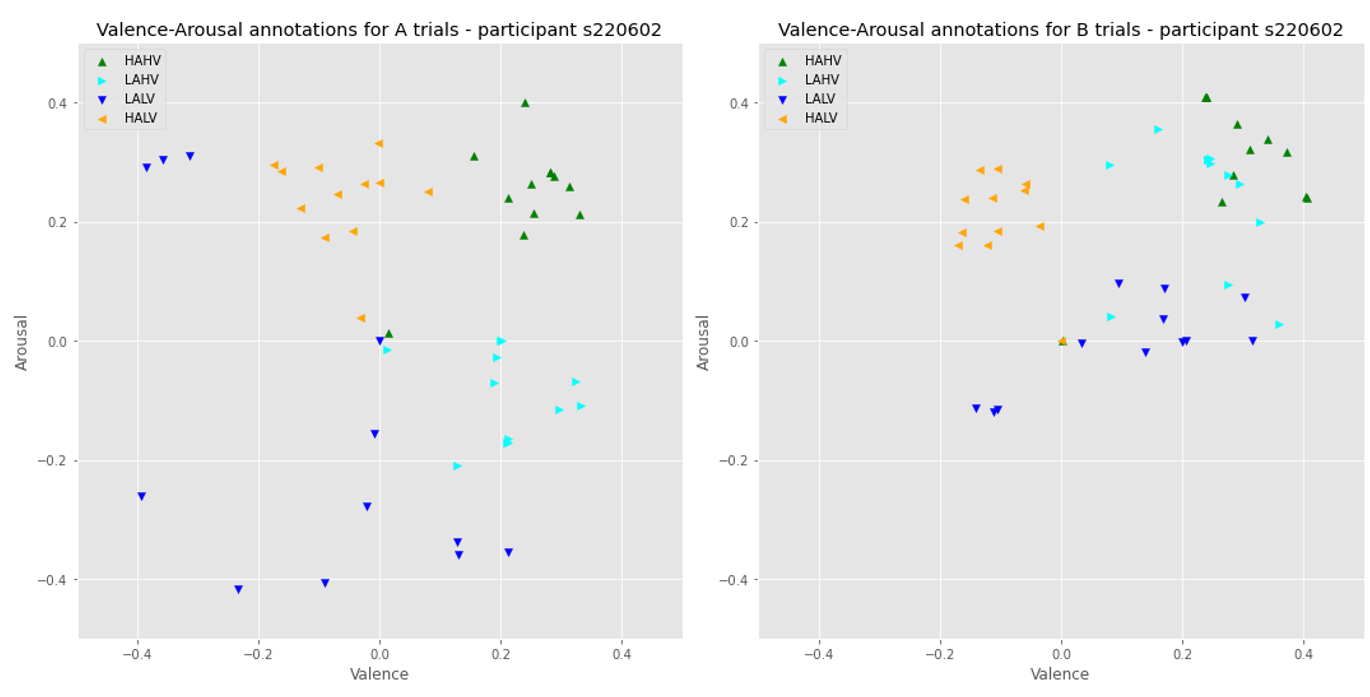 Valence-Arousal annotations for A trials - participant s220602
HAHV
LAHV
LALV
HALV
0.4
0.2
0.0
−0.2
−0.4
Arousal
−0.4
−0.2
0.0
0.2
0.4
Valence
Valence-Arousal annotations for B trials - participant s220602
HAHV
LAHV
LALV
HALV
0.4
0.2
0.0
−0.2
−0.4
Arousal
−0.4
−0.2
0.0
0.2
0.4
Valence